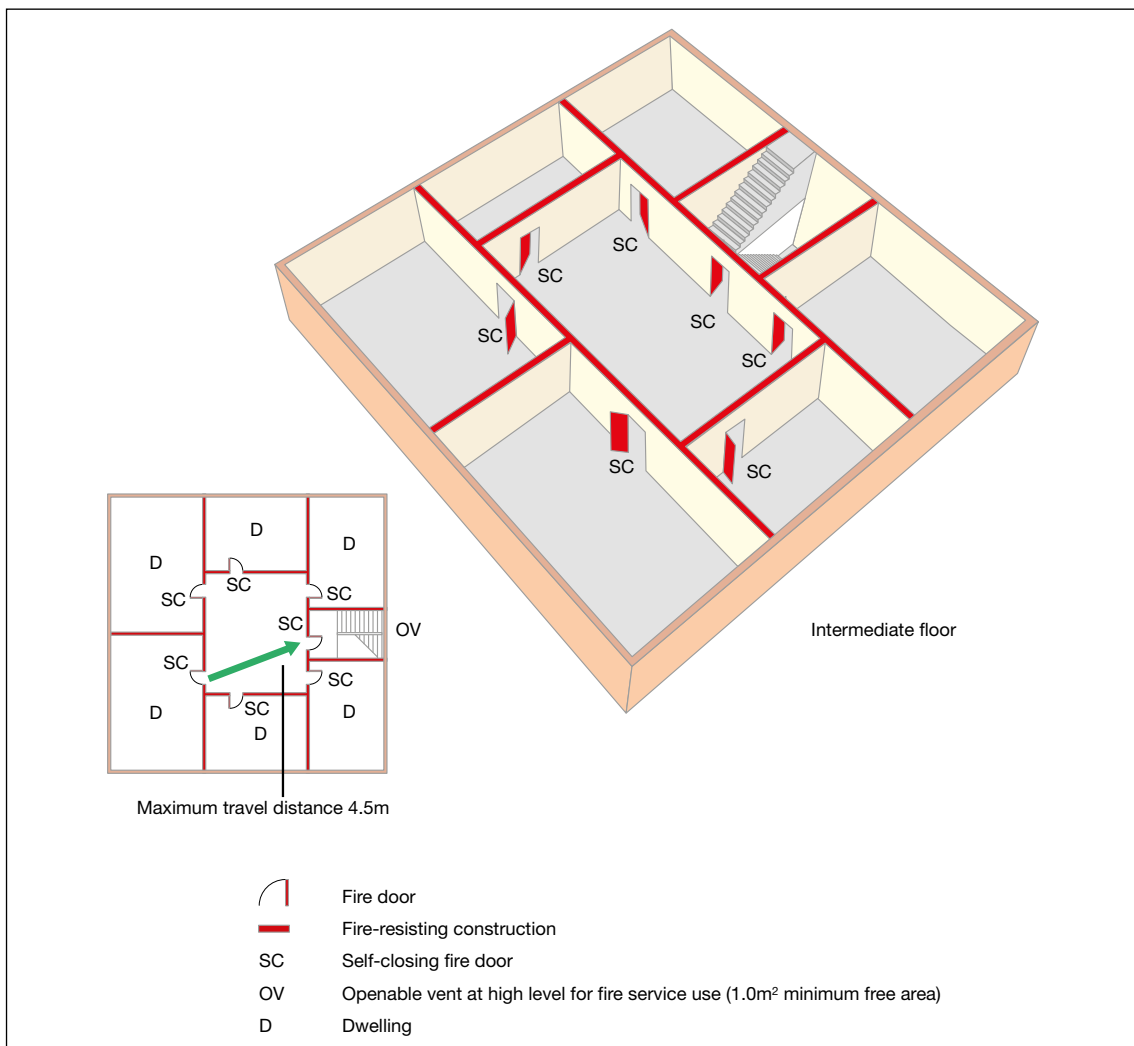 SC
SC
SC
SC
SC
SC
SC
Intermediate floor
D
D
D
SC
SC
SC
SC
OV
SC
SC
SC
D
D
D
Maximum travel distance 4.5m
Fire door
Fire-resisting construction
SC Self-closing fire door
OV Openable vent at high level for fire service use (1.0m² minimum free area)
D Dwelling